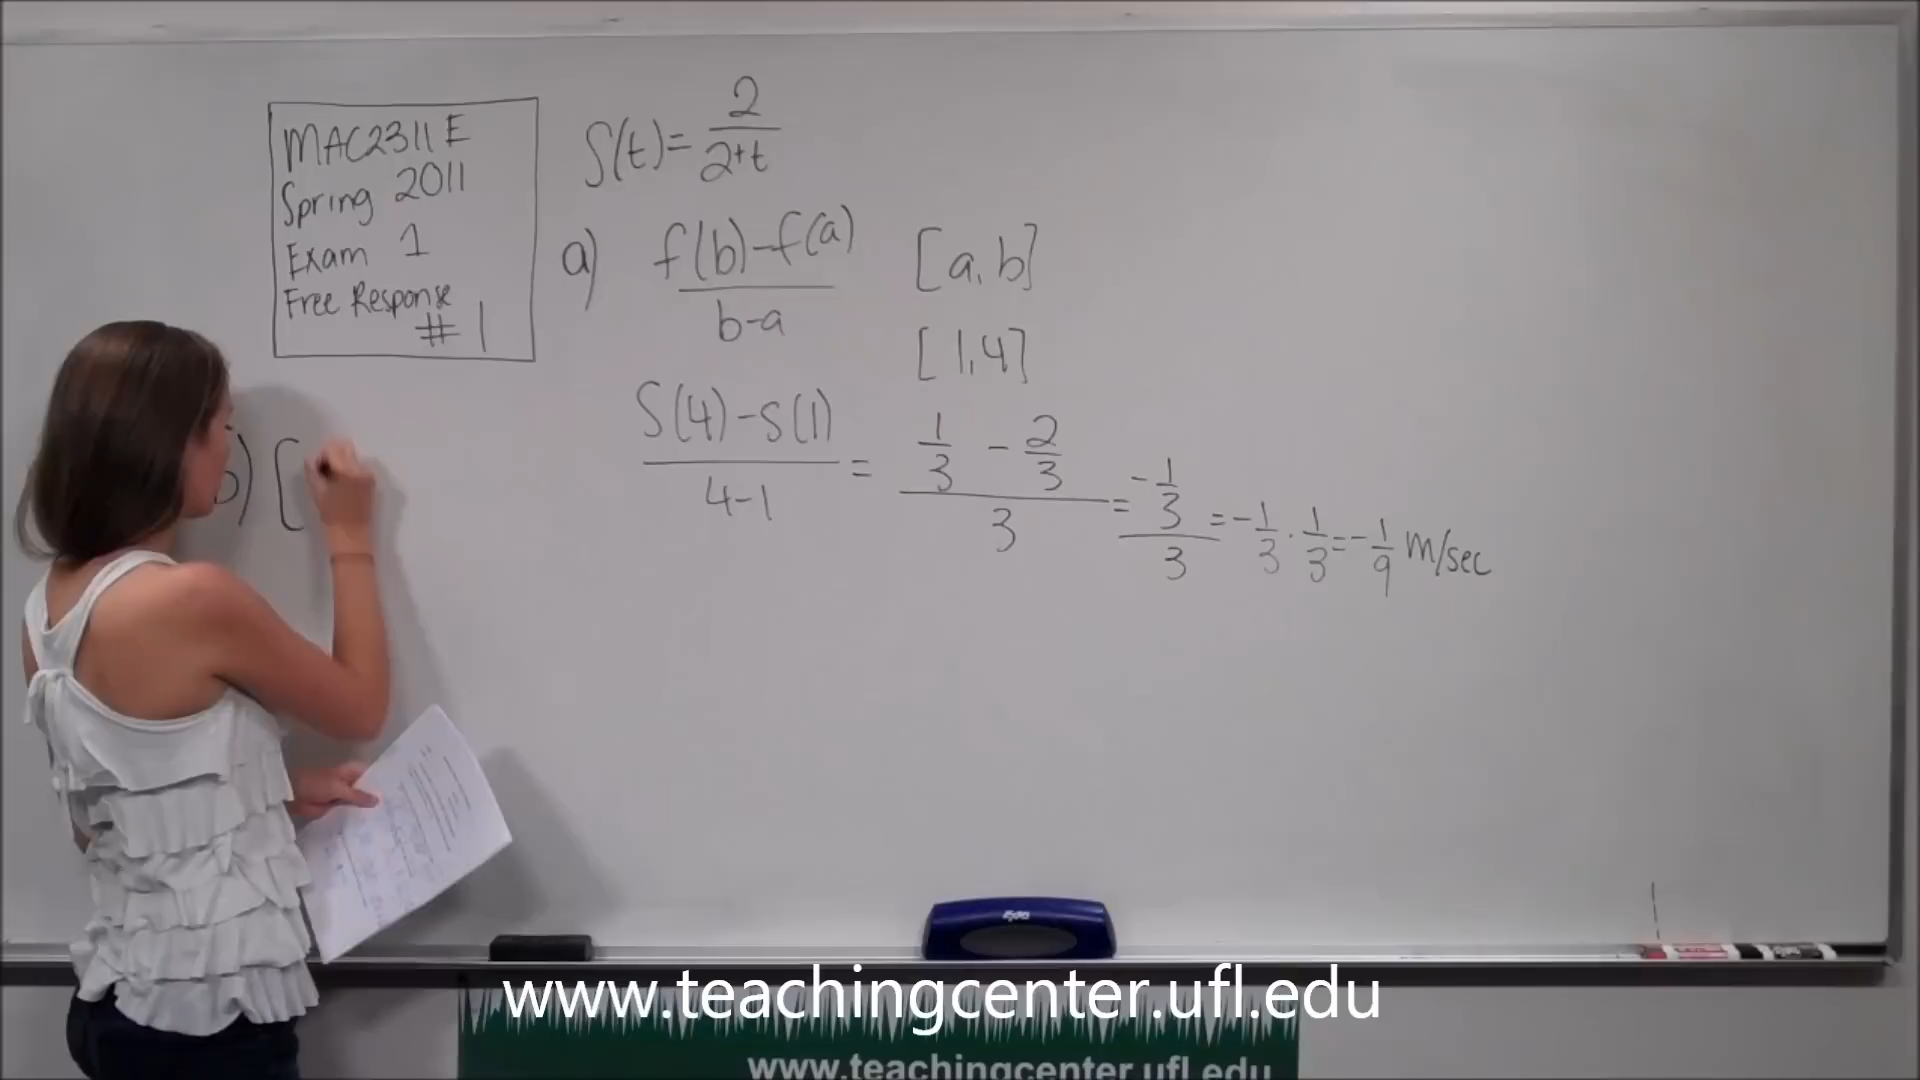 MAC2311 E
Spring 2011
Exam 1
Free Response
# 1
S(t) = 2/(2+t)
a) (f(b)-f(a))/(b-a) [a, b]
[1,4]
(S(4)-S(1))/(4-1) = (1/3 - 2/3)/3 = (-1/3)/3 = -1/3 · 1/3 = -1/9 m/sec
b) [
www.teachingcenter.ufl.edu
www.teachingcenter.ufl.edu